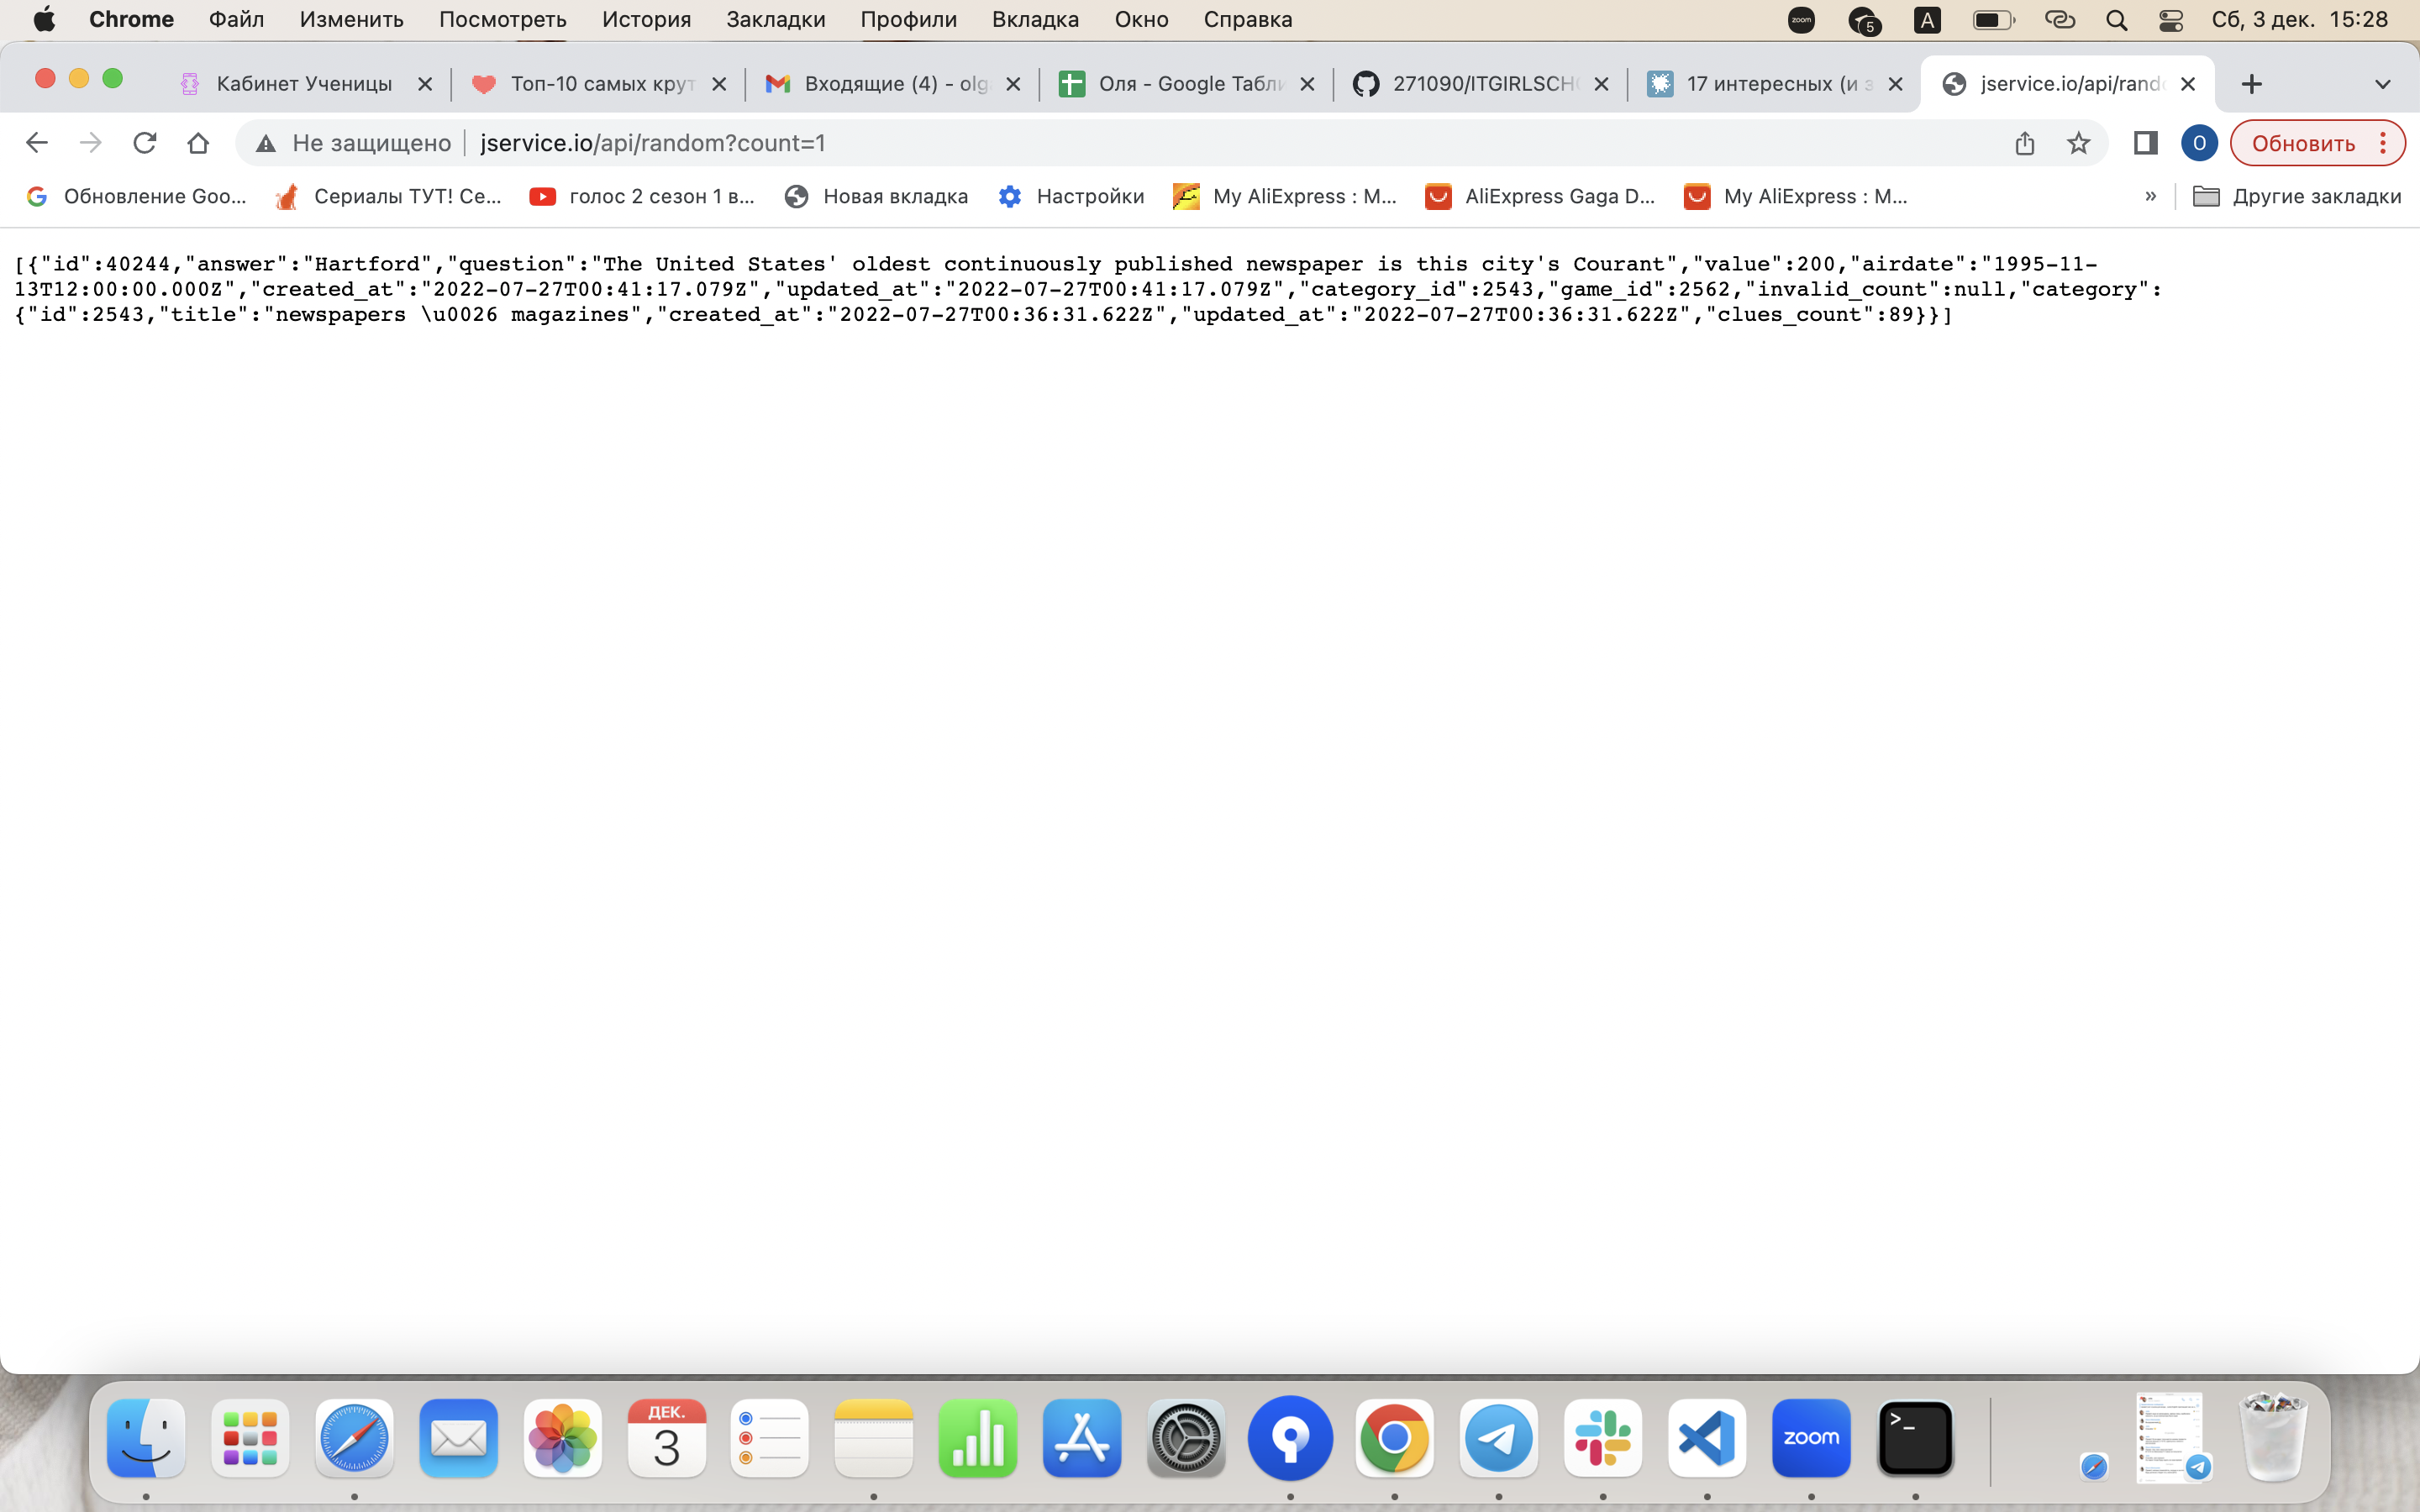 Chrome Файл Изменить Посмотреть История Закладки Профили Вкладка Окно Справка zoom 5 A Сб, 3 дек. 15:28
Кабинет Ученицы Топ-10 самых крут Входящие (4) - olg Оля - Google Табли 271090/ITGIRLSCH 17 интересных (и з jservice.io/api/rand
Не защищено jservice.io/api/random?count=1 O Обновить
Обновление Goo... Сериалы ТУТ! Се... голос 2 сезон 1 в... Новая вкладка Настройки My AliExpress : M... AliExpress Gaga D... My AliExpress : M... » Другие закладки
[{"id":40244,"answer":"Hartford","question":"The United States' oldest continuously published newspaper is this city's Courant","value":200,"airdate":"1995-11-
13T12:00:00.000Z","created_at":"2022-07-27T00:41:17.079Z","updated_at":"2022-07-27T00:41:17.079Z","category_id":2543,"game_id":2562,"invalid_count":null,"category":
{"id":2543,"title":"newspapers \u0026 magazines","created_at":"2022-07-27T00:36:31.622Z","updated_at":"2022-07-27T00:36:31.622Z","clues_count":89}}]
ДЕК.
3
zoom
>_